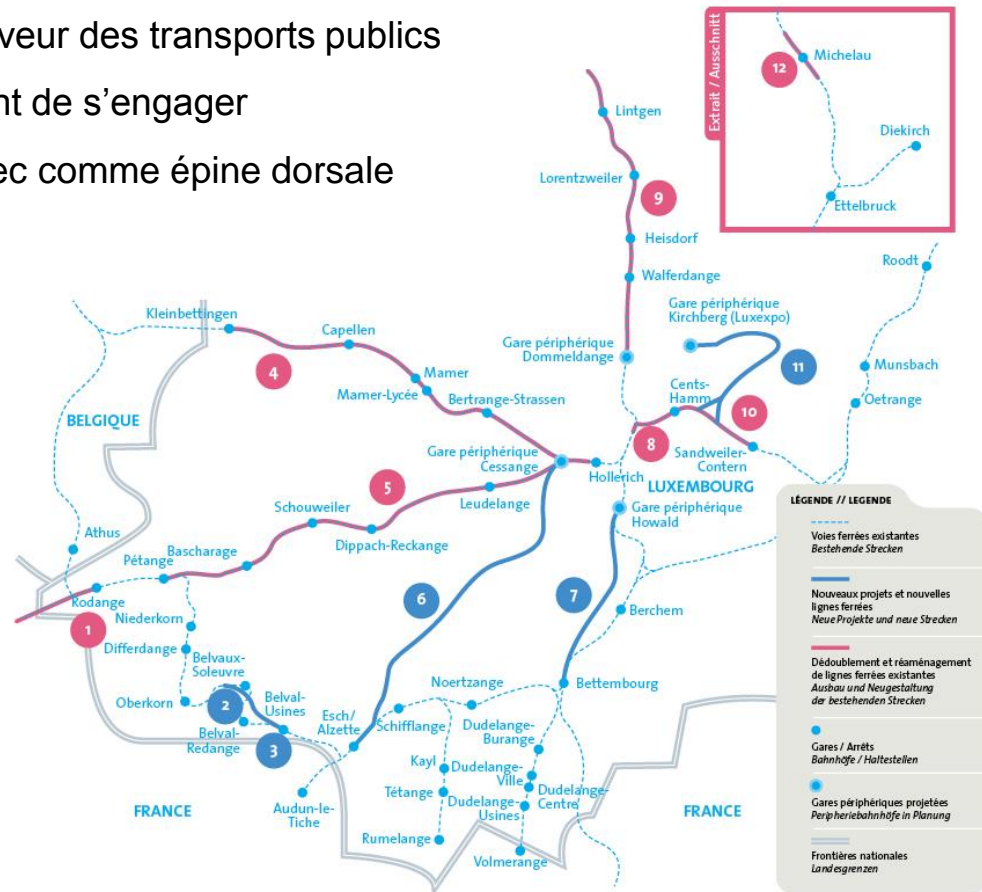 veur des transports publics
nt de s'engager
ec comme épine dorsale
Extrait / Ausschnitt
12
Michelau
Diekirch
Ettelbruck
Lintgen
Lorentzweiler
9
Heisdorf
Walferdange
Roodt
Gare périphérique
Kirchberg (Luxexpo)
Kleinbettingen
Capellen
Gare périphérique
Dommeldange
11
Munsbach
4
Mamer
Mamer-Lycée
Bertrange-Strassen
Cents-
Hamm
10
Oetrange
BELGIQUE
8
Gare périphérique
Cessange
Sandweiler-
Contern
Hollerich
LUXEMBOURG
5
Leudelange
Gare périphérique
Howald
Schouweiler
Dippach-Reckange
Athus
Bascharage
Pétange
Rodange
6
7
Berchem
1
Niederkorn
Differdange
Belvaux-
Soleuvre
Oberkorn
2
Belval-
Usines
Belval-
Redange
3
Esch/
Alzette
Schifflange
Noertzange
Bettembourg
Dudelange-
Burange
Kayl
Dudelange-
Ville
Tétange
Dudelange-
Usines
Dudelange-
Centre
Audun-le-
Tiche
Rumelange
Volmerange
FRANCE
FRANCE
LÉGENDE // LEGENDE
Voies ferrées existantes
Bestehende Strecken
Nouveaux projets et nouvelles
lignes ferrées
Neue Projekte und neue Strecken
Dédoublement et réaménagement
de lignes ferrées existantes
Ausbau und Neugestaltung
der bestehenden Strecken
Gares / Arrêts
Bahnhöfe / Haltestellen
Gares périphériques projetées
Peripheriebahnhöfe in Planung
Frontières nationales
Landesgrenzen